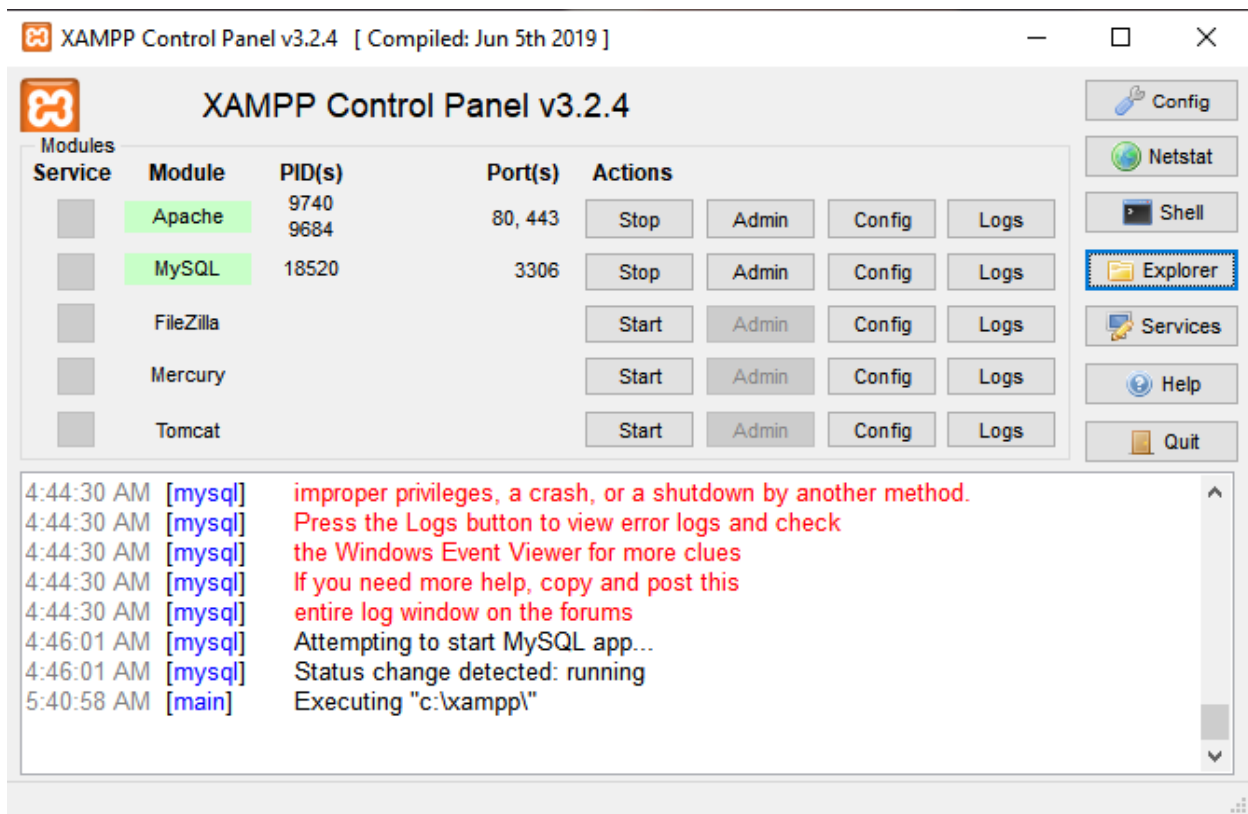 XAMPP Control Panel v3.2.4 [ Compiled: Jun 5th 2019 ]
XAMPP Control Panel v3.2.4
Config
Modules
Netstat
Service Module PID(s) Port(s) Actions
Apache 9740 9684 80, 443 Stop Admin Config Logs
Shell
MySQL 18520 3306 Stop Admin Config Logs
Explorer
FileZilla Start Admin Config Logs
Services
Mercury Start Admin Config Logs
Help
Tomcat Start Admin Config Logs
Quit
4:44:30 AM [mysql] improper privileges, a crash, or a shutdown by another method.
4:44:30 AM [mysql] Press the Logs button to view error logs and check
4:44:30 AM [mysql] the Windows Event Viewer for more clues
4:44:30 AM [mysql] If you need more help, copy and post this
4:44:30 AM [mysql] entire log window on the forums
4:46:01 AM [mysql] Attempting to start MySQL app...
4:46:01 AM [mysql] Status change detected: running
5:40:58 AM [main] Executing "c:\xampp\"